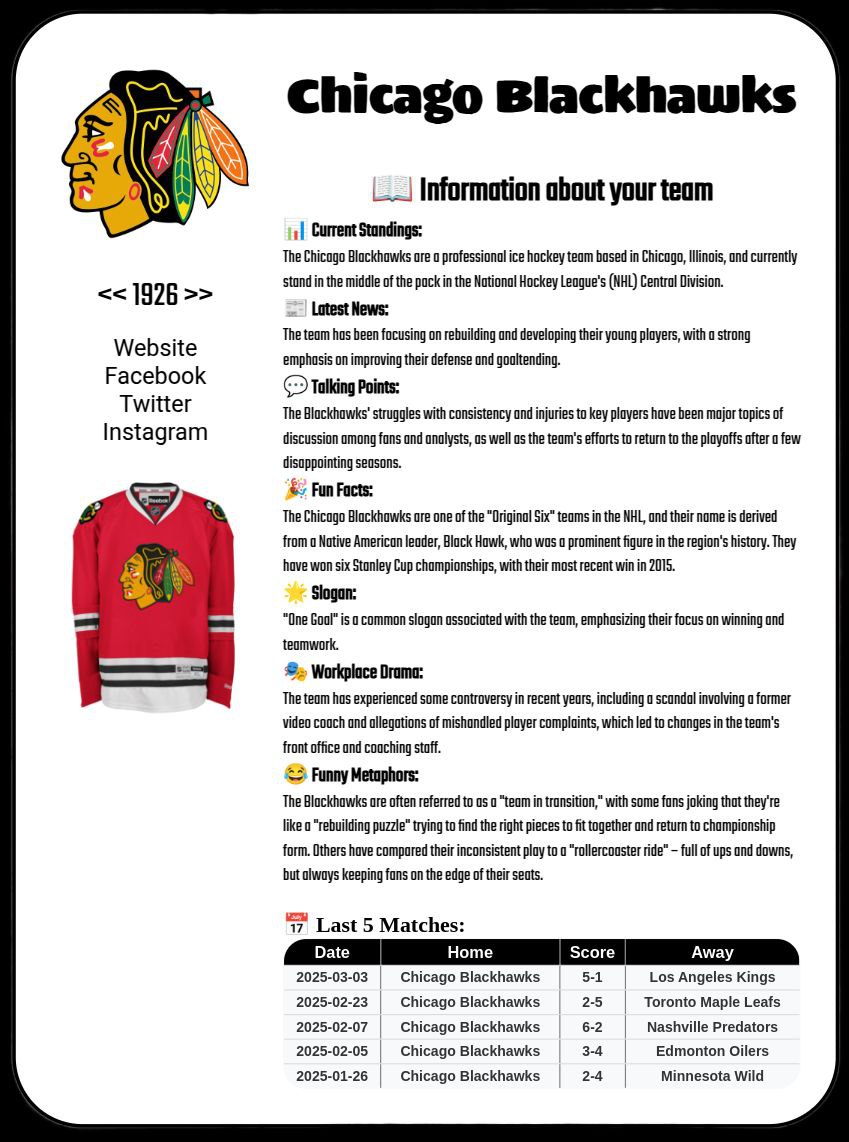 Chicago Blackhawks
<< 1926 >>
Website
Facebook
Twitter
Instagram
Reebok
📖 Information about your team
📊 Current Standings:
The Chicago Blackhawks are a professional ice hockey team based in Chicago, Illinois, and currently
stand in the middle of the pack in the National Hockey League's (NHL) Central Division.
📰 Latest News:
The team has been focusing on rebuilding and developing their young players, with a strong
emphasis on improving their defense and goaltending.
💬 Talking Points:
The Blackhawks' struggles with consistency and injuries to key players have been major topics of
discussion among fans and analysts, as well as the team's efforts to return to the playoffs after a few
disappointing seasons.
🎉 Fun Facts:
The Chicago Blackhawks are one of the "Original Six" teams in the NHL, and their name is derived
from a Native American leader, Black Hawk, who was a prominent figure in the region's history. They
have won six Stanley Cup championships, with their most recent win in 2015.
🌟 Slogan:
"One Goal" is a common slogan associated with the team, emphasizing their focus on winning and
teamwork.
🎭 Workplace Drama:
The team has experienced some controversy in recent years, including a scandal involving a former
video coach and allegations of mishandled player complaints, which led to changes in the team's
front office and coaching staff.
😂 Funny Metaphors:
The Blackhawks are often referred to as a "team in transition," with some fans joking that they're
like a "rebuilding puzzle" trying to find the right pieces to fit together and return to championship
form. Others have compared their inconsistent play to a "rollercoaster ride" – full of ups and downs,
but always keeping fans on the edge of their seats.
📅 Last 5 Matches:
Date Home Score Away
2025-03-03 Chicago Blackhawks 5-1 Los Angeles Kings
2025-02-23 Chicago Blackhawks 2-5 Toronto Maple Leafs
2025-02-07 Chicago Blackhawks 6-2 Nashville Predators
2025-02-05 Chicago Blackhawks 3-4 Edmonton Oilers
2025-01-26 Chicago Blackhawks 2-4 Minnesota Wild